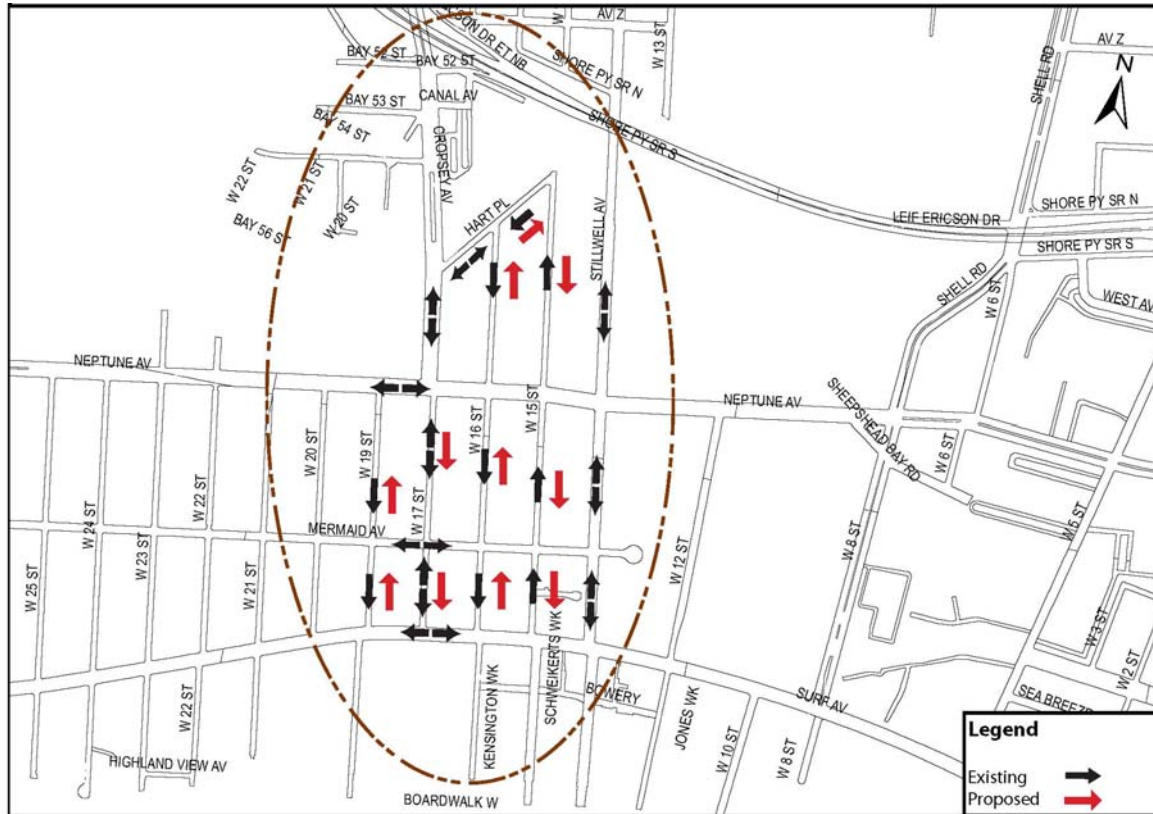 AV Z
W 13 ST
SHORE PY SR N
BAY 52 ST
BAY 52 ST
CANAL AV
BAY 53 ST
BAY 54 ST
CROPSEY AV
SHORE PY SR S
SHELL RD
AV Z
N
W 22 ST
W 21 ST
W 20 ST
BAY 56 ST
HART PL
STILLWELL AV
LEIF ERICSON DR
SHORE PY SR N
SHORE PY SR S
SHELL RD
W 6 ST
WEST AV
NEPTUNE AV
NEPTUNE AV
SHEEPSHEAD BAY RD
W 6 ST
W 20 ST
W 19 ST
W 16 ST
W 15 ST
W 17 ST
W 22 ST
MERMAID AV
W 24 ST
W 23 ST
W 25 ST
W 21 ST
W 12 ST
W 8 ST
W 5 ST
W 3 ST
W 2 ST
W 22 ST
HIGHLAND VIEW AV
KENSINGTON WK
SCHWEIKERTS WK
BOWERY
JONES WK
W 10 ST
W 8 ST
SURF AV
BOARDWALK W
Legend
Existing
Proposed